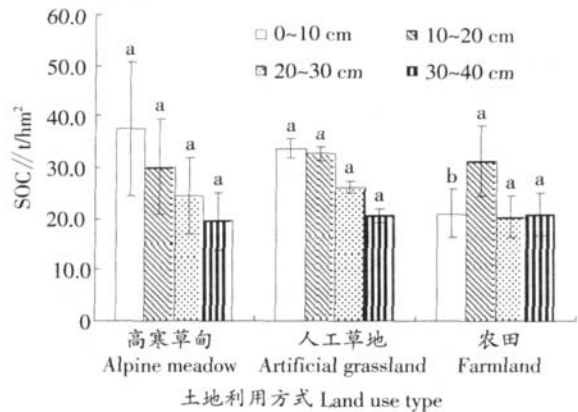 60.0
50.0
40.0
30.0
20.0
10.0
0
SOC // t/hm²
0~10 cm
10~20 cm
20~30 cm
30~40 cm
a
a
a
a
a
a
a
a
b
a
a
a
高寒草甸
Alpine meadow
人工草地
Artificial grassland
农田
Farmland
土地利用方式 Land use type